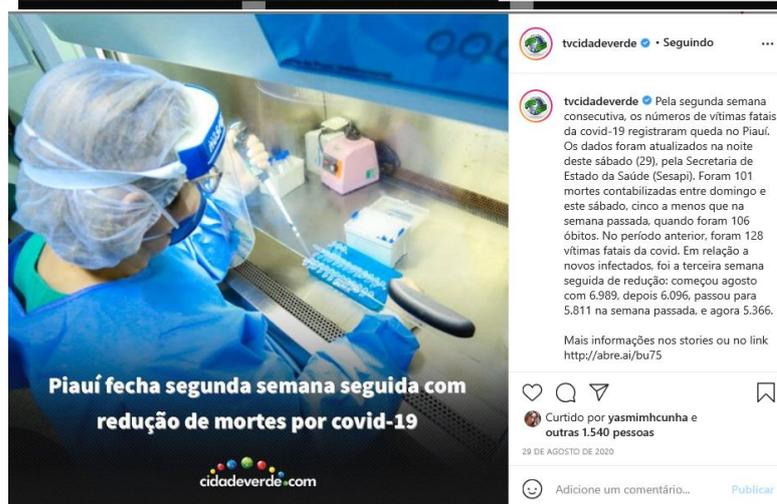 tvcidadeverde • Seguindo
tvcidadeverde Pela segunda semana
consecutiva, os números de vítimas fatais
da covid-19 registraram queda no Piauí.
Os dados foram atualizados na noite
deste sábado (29), pela Secretaria de
Estado da Saúde (Sesapi). Foram 101
mortes contabilizadas entre domingo e
este sábado, cinco a menos que na
semana passada, quando foram 106
óbitos. No período anterior, foram 128
vítimas fatais da covid. Em relação a
novos infectados, foi a terceira semana
seguida de redução: começou agosto
com 6.989, depois 6.096, passou para
5.811 na semana passada, e agora 5.366.
Mais informações nos stories ou no link
http://abre.ai/bu75
Piauí fecha segunda semana seguida com
redução de mortes por covid-19
cidadeverde.com
Curtido por yasmimhcunha e
outras 1.540 pessoas
29 DE AGOSTO DE 2020
Adicione um comentário... Publicar